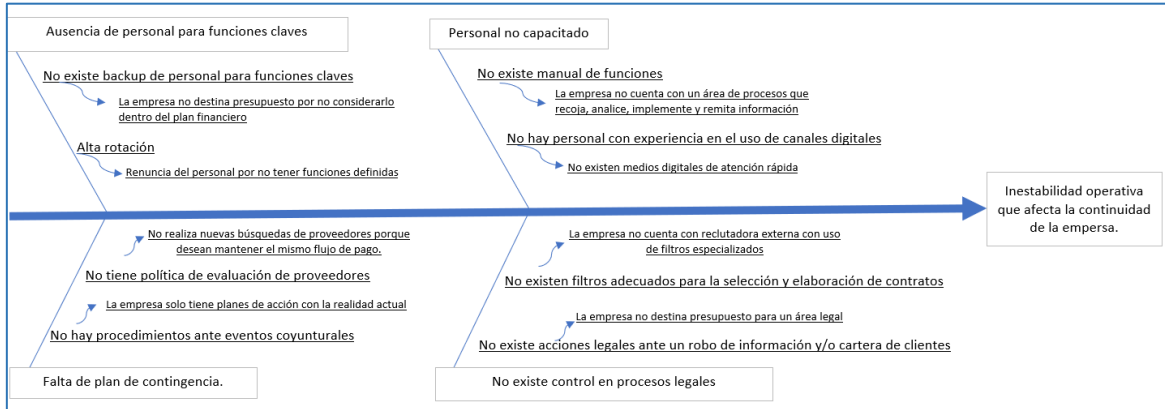 Ausencia de personal para funciones claves
No existe backup de personal para funciones claves
La empresa no destina presupuesto por no considerarlo
dentro del plan financiero
Alta rotación
Renuncia del personal por no tener funciones definidas
Personal no capacitado
No existe manual de funciones
La empresa no cuenta con un área de procesos que
recoja, analice, implemente y remita información
No hay personal con experiencia en el uso de canales digitales
No existen medios digitales de atención rápida
Inestabilidad operativa
que afecta la continuidad
de la empersa.
No realiza nuevas búsquedas de proveedores porque
desean mantener el mismo flujo de pago.
No tiene política de evaluación de proveedores
La empresa solo tiene planes de acción con la realidad actual
No hay procedimientos ante eventos coyunturales
Falta de plan de contingencia.
La empresa no cuenta con reclutadora externa con uso
de filtros especializados
No existen filtros adecuados para la selección y elaboración de contratos
La empresa no destina presupuesto para un área legal
No existe acciones legales ante un robo de información y/o cartera de clientes
No existe control en procesos legales